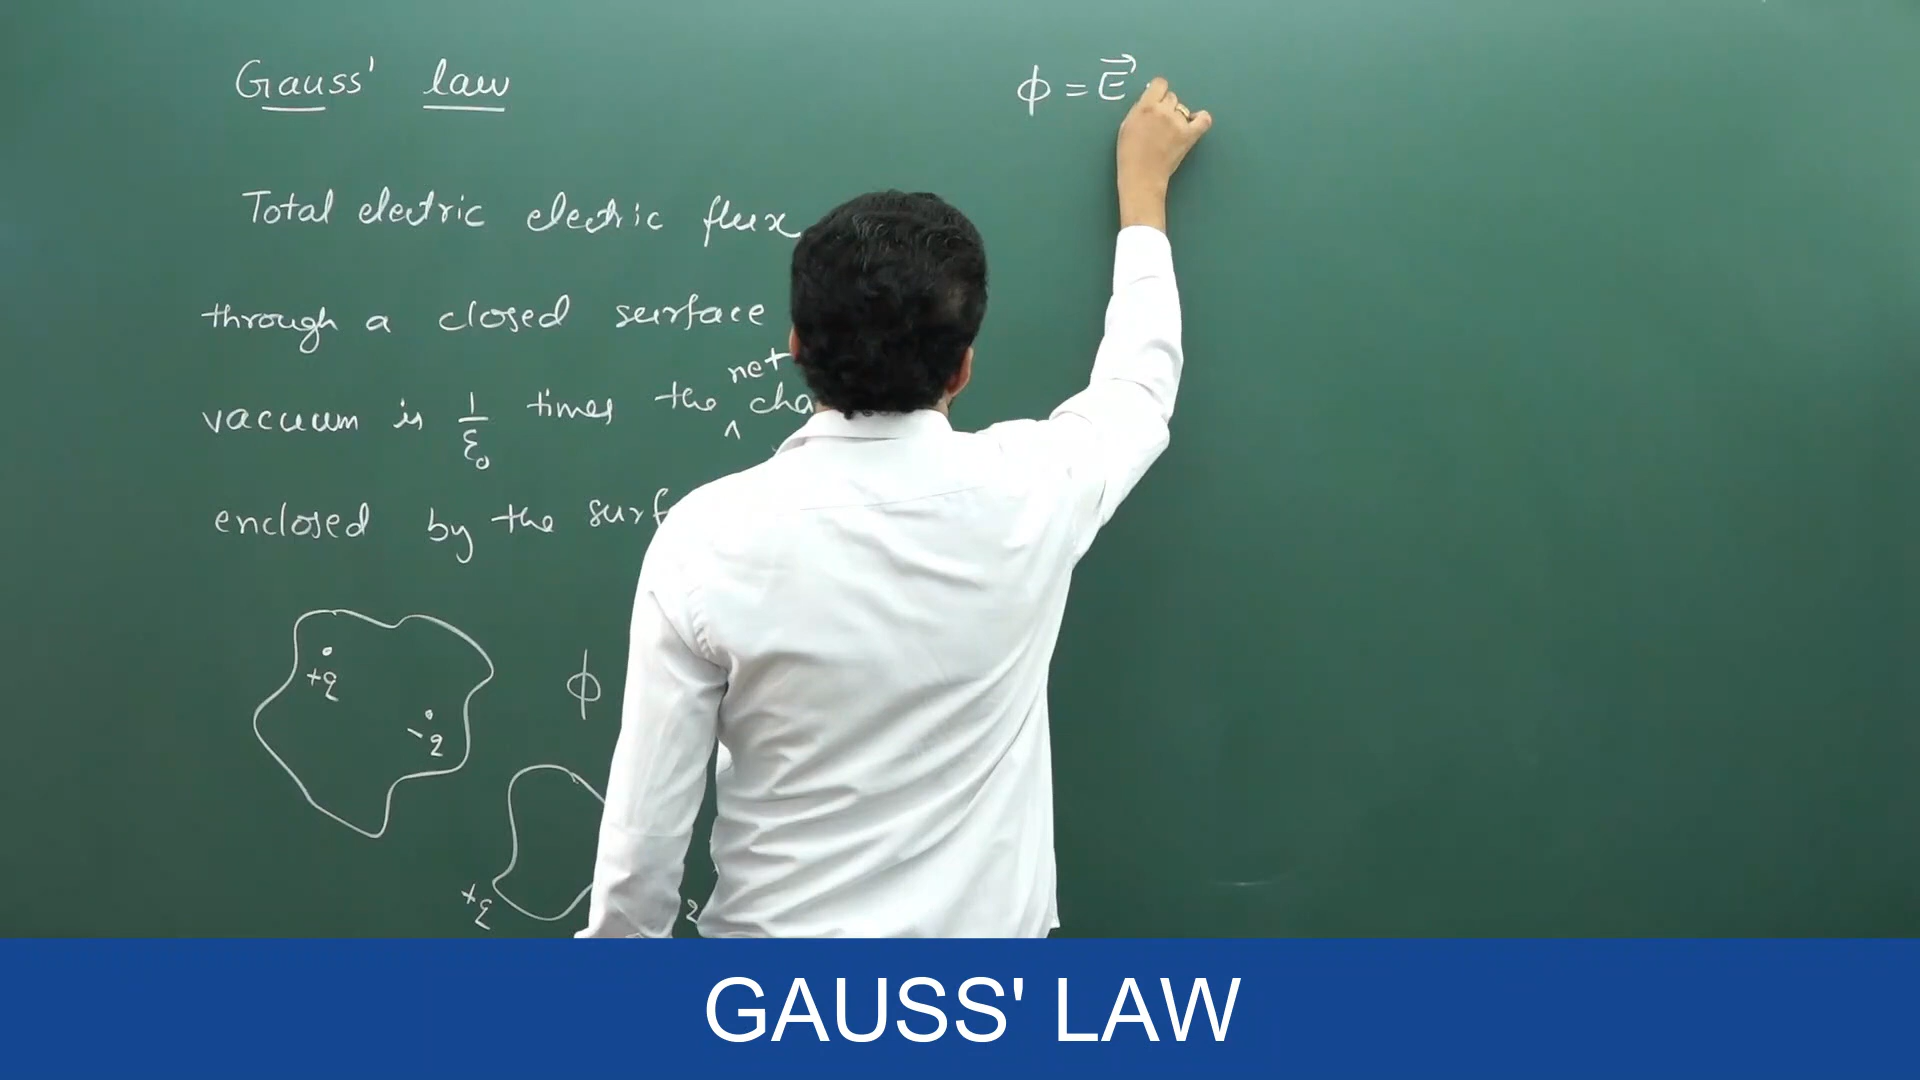 Gauss' law
Total electric electric flux
through a closed surface
net
vacuum is 1/ε₀ times the ^ cha
enclosed by the surf
+q
-q
ϕ
+q
2
ϕ = E⃗
GAUSS' LAW